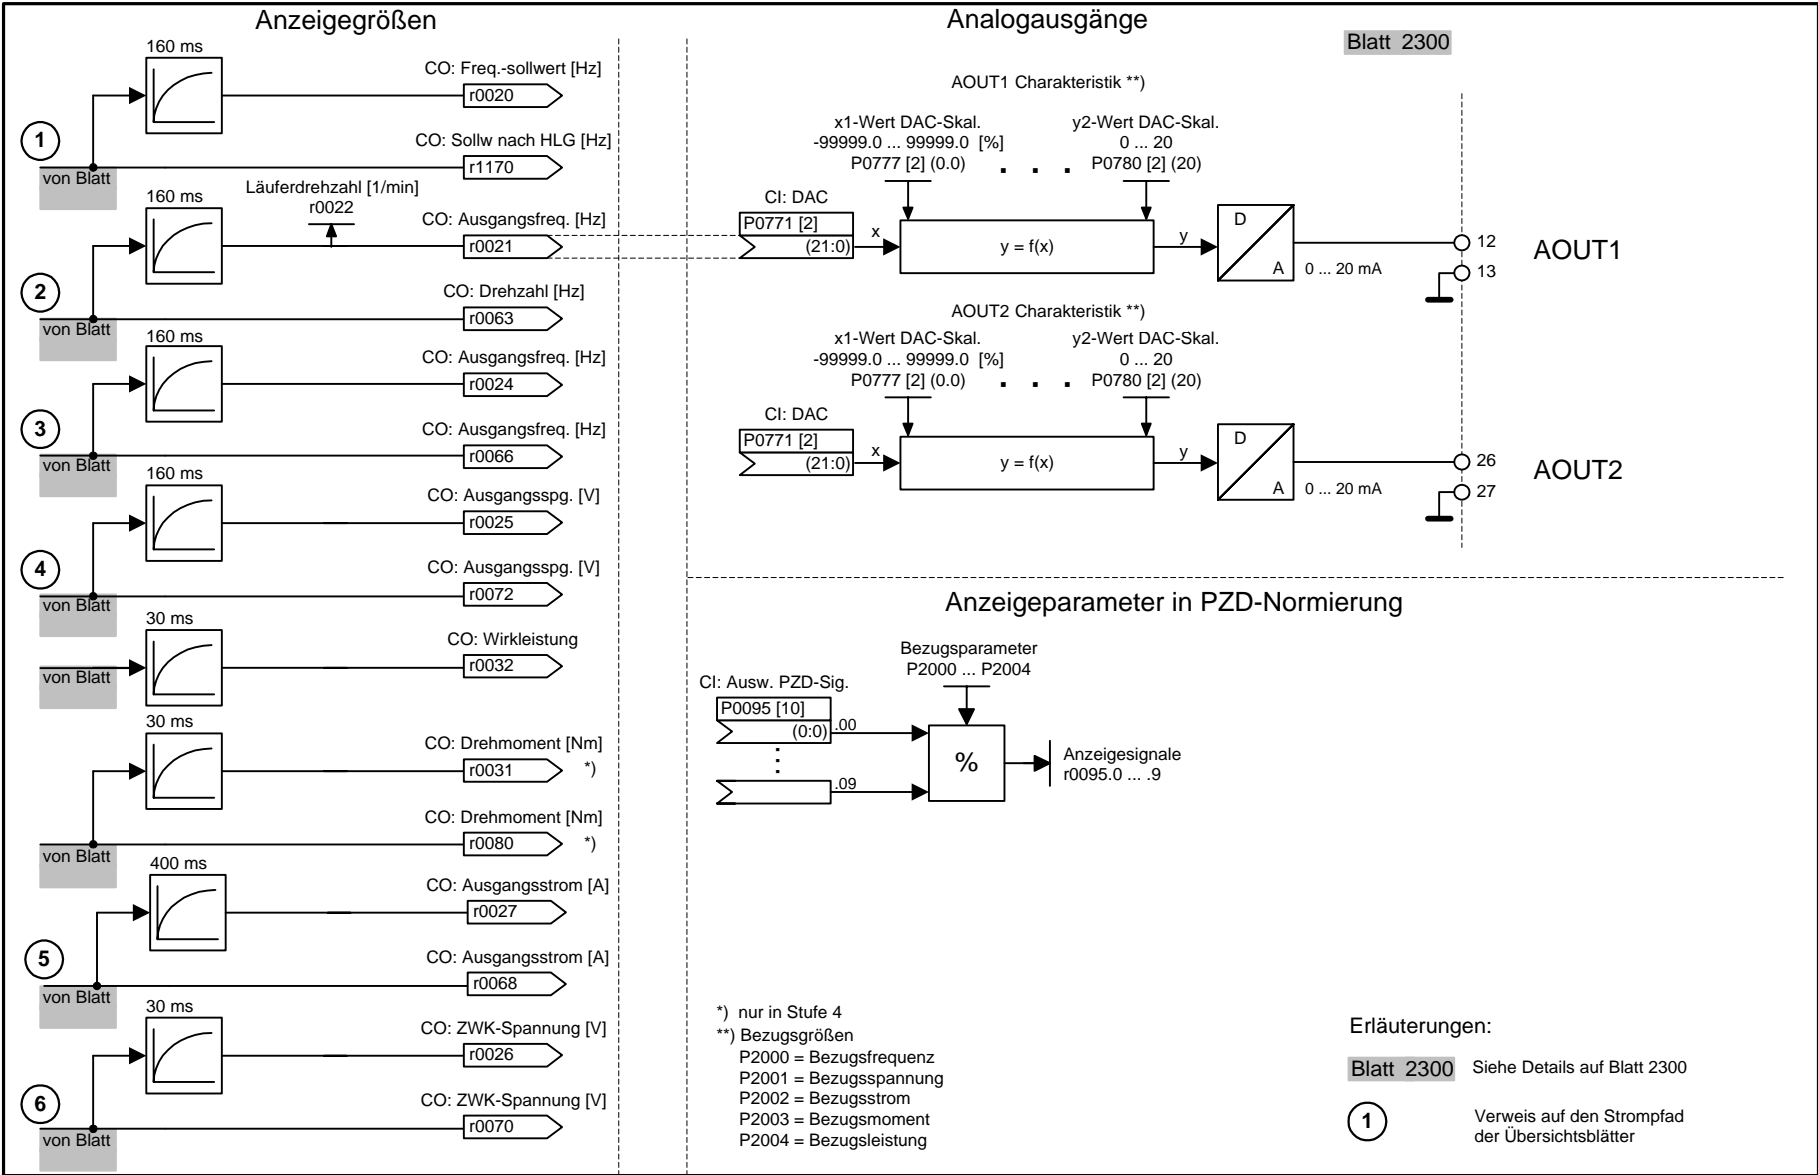 Anzeigegrößen
160 ms
CO: Freq.-sollwert [Hz]
r0020
1
CO: Sollw nach HLG [Hz]
von Blatt
r1170
160 ms
Läuferdrehzahl [1/min]
r0022
CO: Ausgangsfreq. [Hz]
r0021
2
CO: Drehzahl [Hz]
von Blatt
r0063
160 ms
CO: Ausgangsfreq. [Hz]
r0024
3
CO: Ausgangsfreq. [Hz]
von Blatt
r0066
160 ms
CO: Ausgangsspg. [V]
r0025
4
CO: Ausgangsspg. [V]
von Blatt
r0072
30 ms
CO: Wirkleistung
von Blatt
r0032
30 ms
CO: Drehmoment [Nm]
r0031 *)
CO: Drehmoment [Nm]
von Blatt
r0080 *)
400 ms
CO: Ausgangsstrom [A]
r0027
5
CO: Ausgangsstrom [A]
von Blatt
r0068
30 ms
CO: ZWK-Spannung [V]
r0026
6
CO: ZWK-Spannung [V]
von Blatt
r0070
Analogausgänge
Blatt 2300
AOUT1 Charakteristik **)
x1-Wert DAC-Skal. y2-Wert DAC-Skal.
-99999.0 ... 99999.0 [%] 0 ... 20
P0777 [2] (0.0) . . . P0780 [2] (20)
CI: DAC
P0771 [2]
(21:0) x y = f(x) y D A 0 ... 20 mA
12
13
AOUT1
AOUT2 Charakteristik **)
x1-Wert DAC-Skal. y2-Wert DAC-Skal.
-99999.0 ... 99999.0 [%] 0 ... 20
P0777 [2] (0.0) . . . P0780 [2] (20)
CI: DAC
P0771 [2]
(21:0) x y = f(x) y D A 0 ... 20 mA
26
27
AOUT2
Anzeigeparameter in PZD-Normierung
Bezugsparameter
P2000 ... P2004
CI: Ausw. PZD-Sig.
P0095 [10]
(0:0) .00
.09
%
Anzeigesignale
r0095.0 ... .9
*) nur in Stufe 4
**) Bezugsgrößen
P2000 = Bezugsfrequenz
P2001 = Bezugsspannung
P2002 = Bezugsstrom
P2003 = Bezugsmoment
P2004 = Bezugsleistung
Erläuterungen:
Blatt 2300 Siehe Details auf Blatt 2300
1 Verweis auf den Strompfad
der Übersichtsblätter